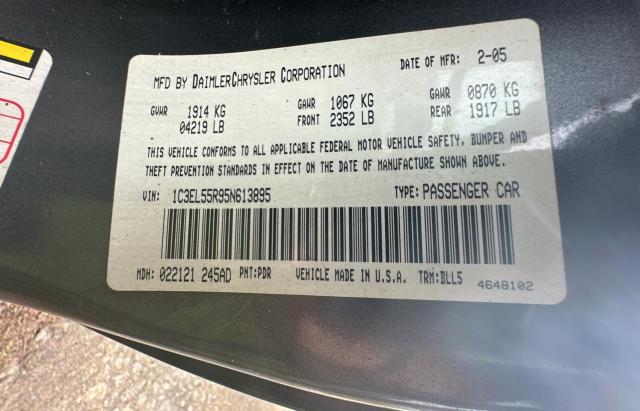 MFD BY DAIMLERCHRYSLER CORPORATION DATE OF MFR: 2-05
GVWR 1914 KG GAWR 1067 KG GAWR 0870 KG
04219 LB FRONT 2352 LB REAR 1917 LB
THIS VEHICLE CONFORMS TO ALL APPLICABLE FEDERAL MOTOR VEHICLE SAFETY, BUMPER AND
THEFT PREVENTION STANDARDS IN EFFECT ON THE DATE OF MANUFACTURE SHOWN ABOVE.
VIN: 1C3EL55R95N613895 TYPE: PASSENGER CAR
MDH: 022121 245AD PNT: PDR VEHICLE MADE IN U.S.A. TRM: BLL5
4648102